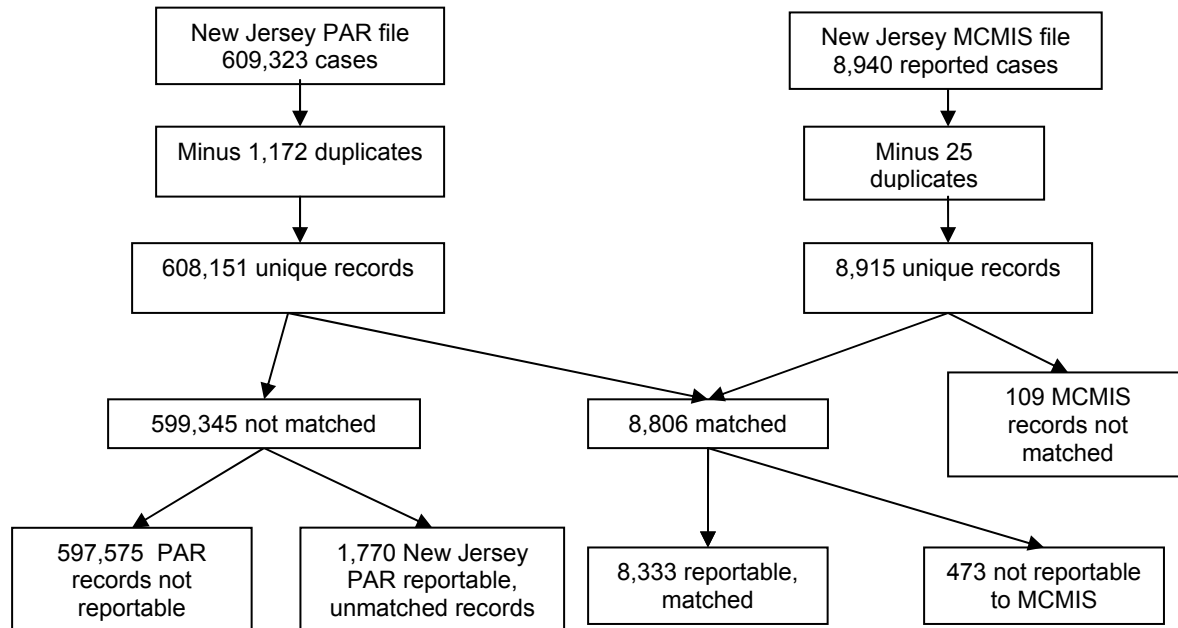 New Jersey PAR file
609,323 cases
New Jersey MCMIS file
8,940 reported cases
Minus 1,172 duplicates
Minus 25
duplicates
608,151 unique records
8,915 unique records
599,345 not matched
8,806 matched
109 MCMIS
records not
matched
597,575 PAR
records not
reportable
1,770 New Jersey
PAR reportable,
unmatched records
8,333 reportable,
matched
473 not reportable
to MCMIS